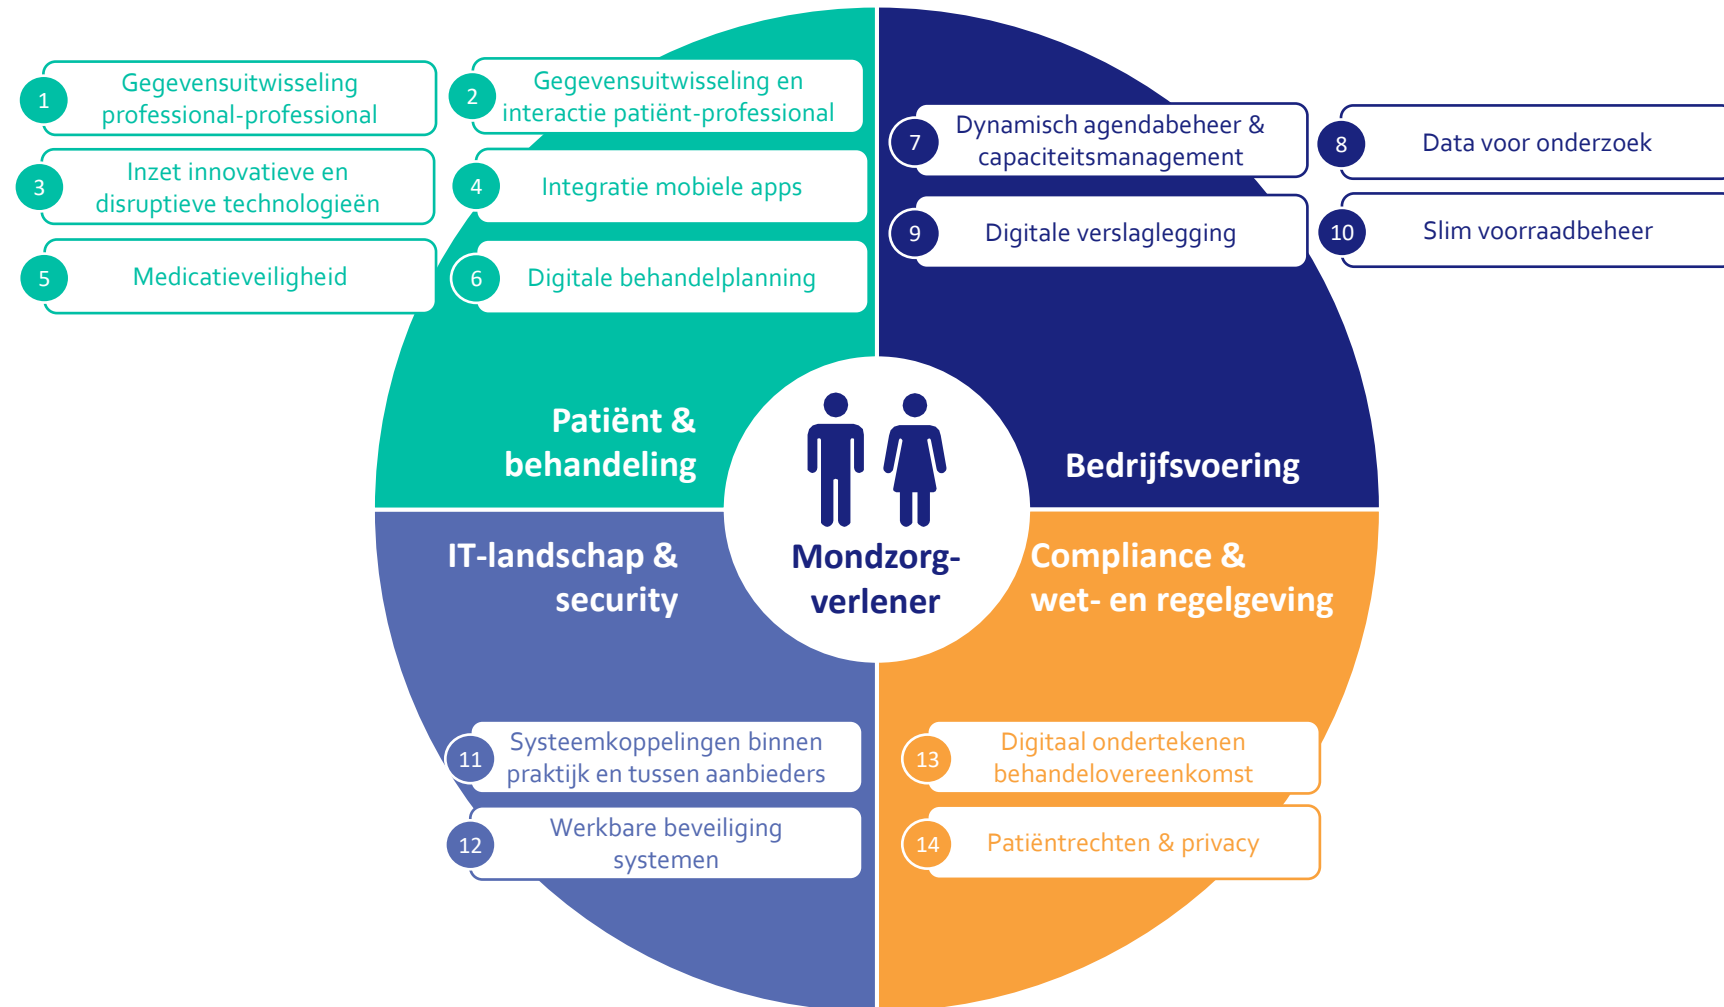 1
Gegevensuitwisseling
professional-professional
2
Gegevensuitwisseling en
interactie patiënt-professional
3
Inzet innovatieve en
disruptieve technologieën
4
Integratie mobiele apps
5
Medicatieveiligheid
6
Digitale behandelplanning
Patiënt &
behandeling
7
Dynamisch agendabeheer &
capaciteitsmanagement
8
Data voor onderzoek
9
Digitale verslaglegging
10
Slim voorraadbeheer
Bedrijfsvoering
Mondzorg-
verlener
IT-landschap &
security
11
Systeemkoppelingen binnen
praktijk en tussen aanbieders
12
Werkbare beveiliging
systemen
Compliance &
wet- en regelgeving
13
Digitaal ondertekenen
behandelovereenkomst
14
Patiëntrechten & privacy